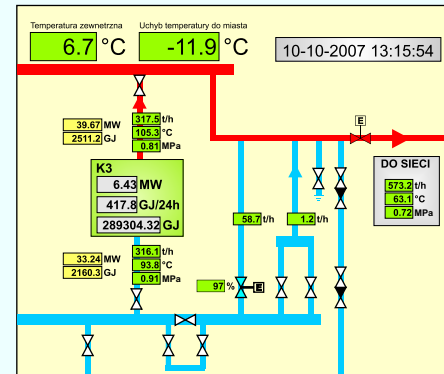 Temperatura zewnetrzna
Uchyb temperatury do miasta
6.7 °C
-11.9 °C
10-10-2007 13:15:54
39.67 MW
2511.2 GJ
317.5 t/h
105.3 °C
0.81 MPa
K3
6.43 MW
417.8 GJ/24h
289304.32 GJ
33.24 MW
2160.3 GJ
316.1 t/h
93.8 °C
0.91 MPa
58.7 t/h
1.2 t/h
97 %
E
E
DO SIECI
573.2 t/h
63.1 °C
0.72 MPa